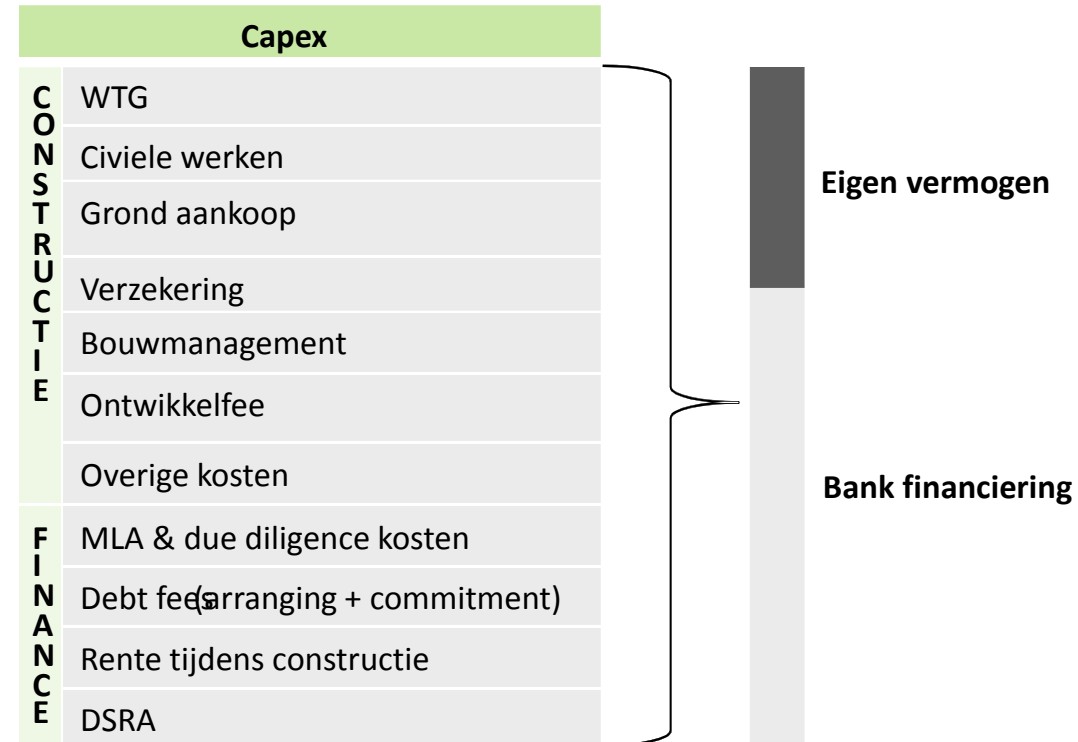 Capex
CONSTRUCTIE
WTG
Civiele werken
Grond aankoop
Verzekering
Bouwmanagement
Ontwikkelfee
Overige kosten
FINANCE
MLA & due diligence kosten
Debt fees (arranging + commitment)
Rente tijdens constructie
DSRA
Eigen vermogen
Bank financiering